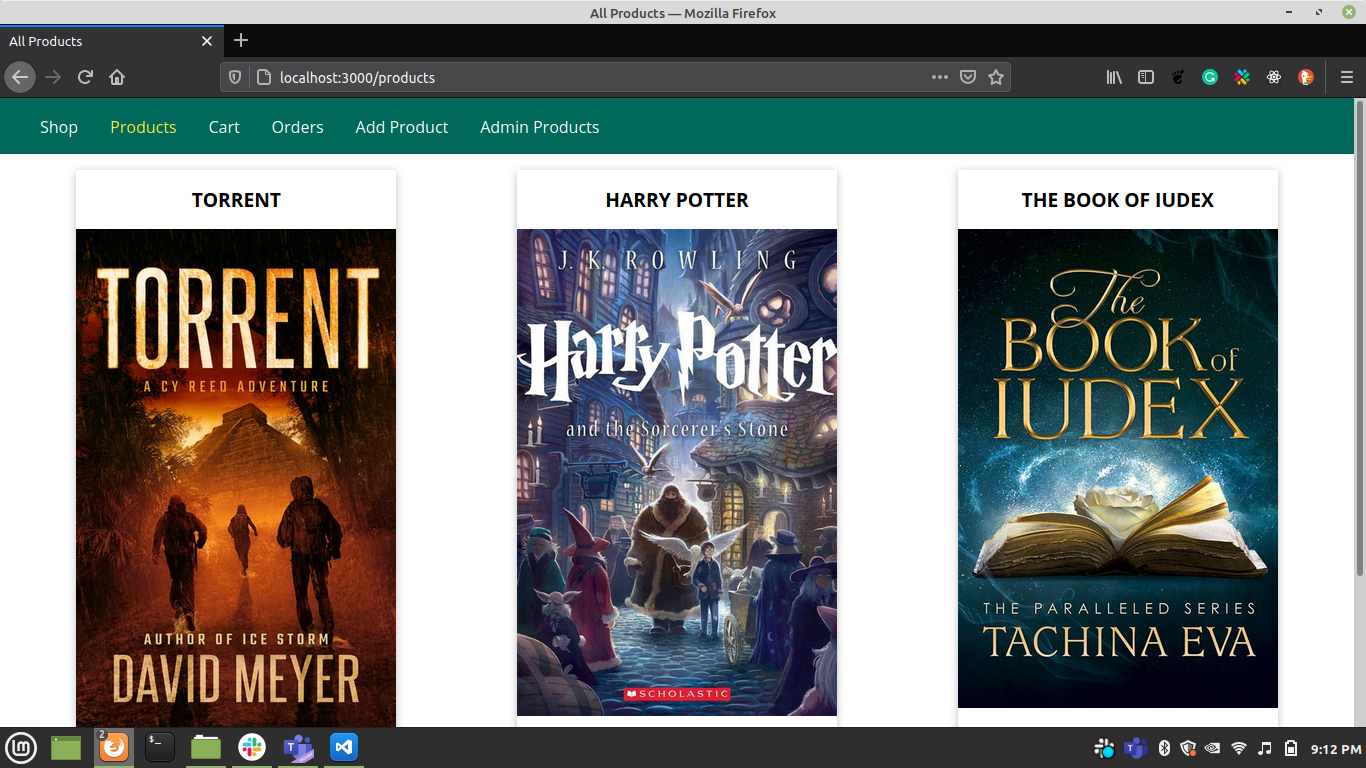 All Products — Mozilla Firefox
All Products
localhost:3000/products
Shop Products Cart Orders Add Product Admin Products
TORRENT
TORRENT
A CY REED ADVENTURE
AUTHOR OF ICE STORM
DAVID MEYER
HARRY POTTER
J. K. ROWLING
Harry Potter
and the Sorcerer's Stone
SCHOLASTIC
THE BOOK OF IUDEX
The
BOOK of
IUDEX
THE PARALLELED SERIES
TACHINA EVA
2
9:12 PM